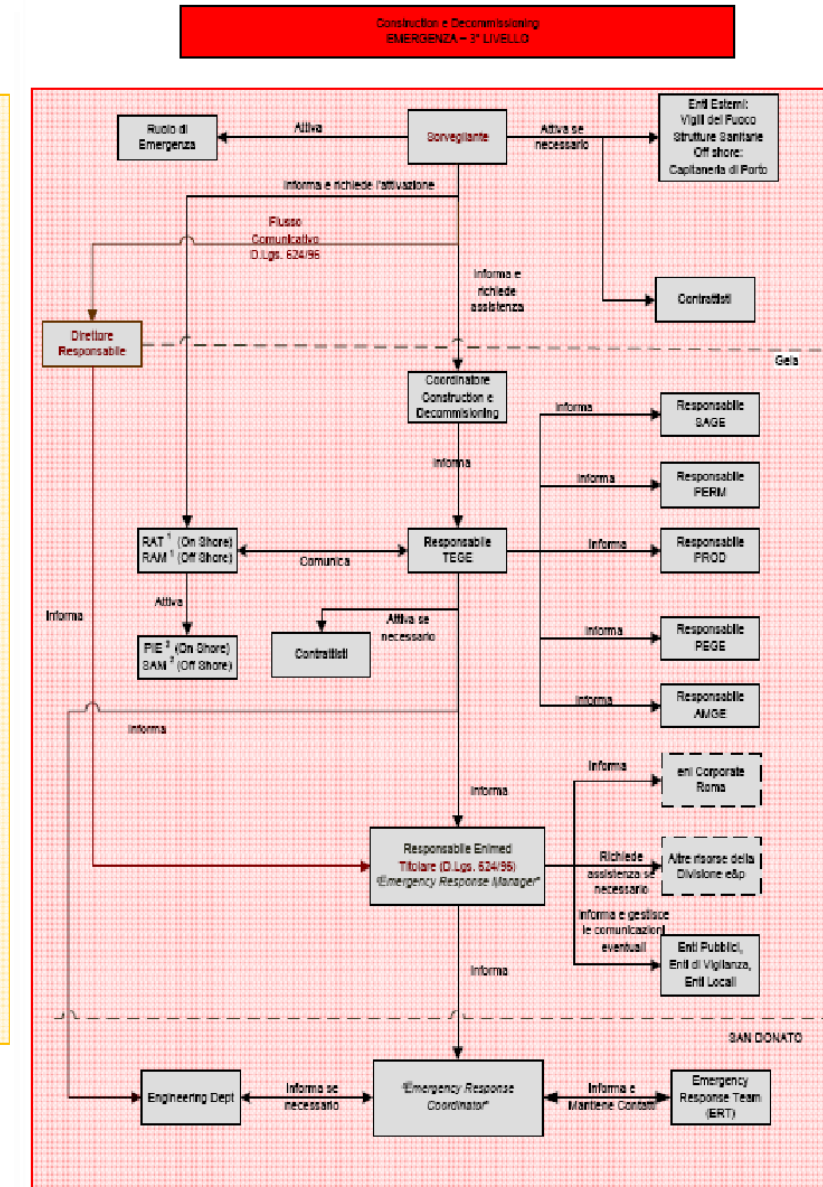 Construction e Decommissioning
EMERGENZA – 3° LIVELLO
Ruolo di
Emergenza
Attiva
Sorvegliante
Attiva se
necessario
Enti Esterni:
Vigili del Fuoco
Strutture Sanitarie
Off shore:
Capitaneria di Porto
Informa e richiede l'attivazione
Flusso
Comunicativo
D.Lgs. 624/96
Informa e
richiede
assistenza
Contrattisti
Direttore
Responsabile
Gela
Coordinatore
Construction e
Decommisioning
Informa
Responsabile
SAGE
Informa
Informa
Responsabile
PERM
RAT 1 (On Shore)
RAM 1 (Off Shore)
Comunica
Responsabile
TEGE
Informa
Responsabile
PROD
Attiva
Informa
Attiva se
necessario
Contrattisti
PIE 2 (On Shore)
SAM 2 (Off Shore)
Informa
Responsabile
PEGE
Informa
Responsabile
AMGE
Informa
Informa
Informa
eni Corporate
Roma
Responsabile Enimed
Titolare (D.Lgs. 624/96)
"Emergency Response Manager"
Richiede
assistenza se
necessario
Altre risorse della
Divisione e&p
Informa e gestisce
le comunicazioni
eventuali
Enti Pubblici,
Enti di Vigilanza,
Enti Locali
Informa
SAN DONATO
Engineering Dept
Informa se
necessario
"Emergency Response
Coordinator"
Informa e
Mantiene Contatti
Emergency
Response Team
(ERT)